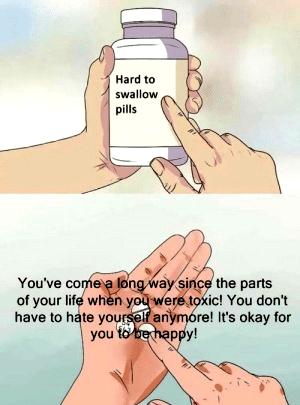 Hard to
swallow
pills
You've come a long way since the parts
of your life when you were toxic! You don't
have to hate yourself anymore! It's okay for
you to be happy!